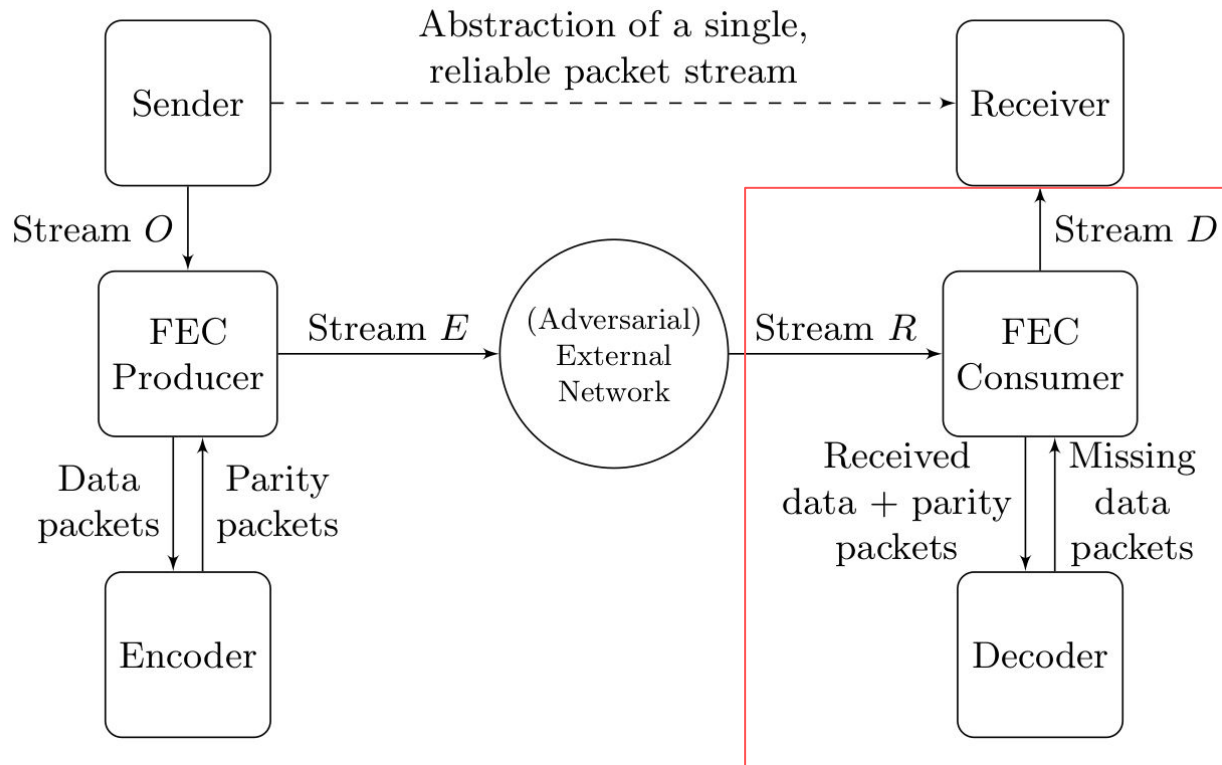 Abstraction of a single,
reliable packet stream
Sender
Receiver
Stream O
Stream D
FEC
Producer
Stream E
(Adversarial)
External
Network
Stream R
FEC
Consumer
Data
packets
Parity
packets
Received
data + parity
packets
Missing
data
packets
Encoder
Decoder